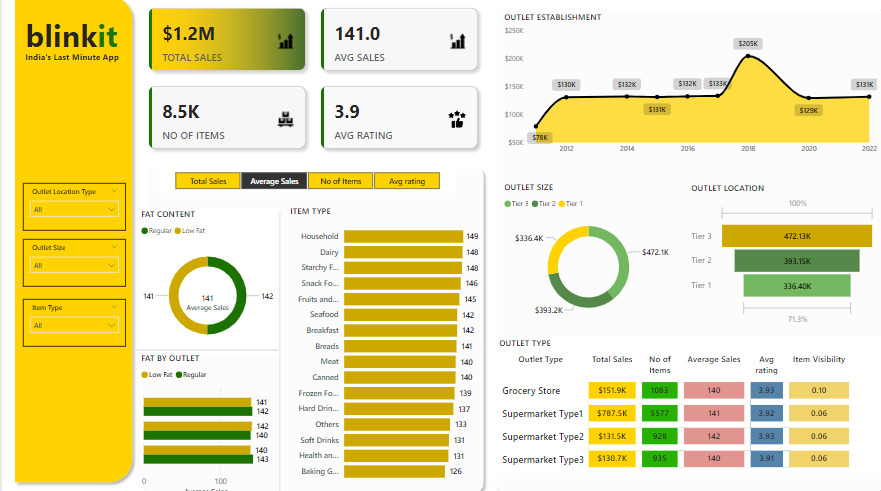 blinkit
India's Last Minute App
Outlet Location Type
All
Outlet Size
All
Item Type
All
$1.2M
TOTAL SALES
141.0
AVG SALES
8.5K
NO OF ITEMS
3.9
AVG RATING
Total Sales Average Sales No of Items Avg rating
FAT CONTENT
Regular Low Fat
141
141
Average Sales
142
FAT BY OUTLET
Low Fat Regular
141
142
142
140
140
143
0 100
Average Sales
ITEM TYPE
Household 149
Dairy 148
Starchy F... 148
Snack Fo... 146
Fruits and... 145
Seafood 142
Breakfast 142
Breads 141
Meat 140
Canned 140
Frozen Fo... 139
Hard Drin... 137
Others 133
Soft Drinks 131
Health an... 131
Baking G... 126
OUTLET ESTABLISHMENT
$250K
$200K
$150K
$100K
$50K
$78K
$130K
$132K
$131K
$132K
$133K
$205K
$129K
$131K
2012 2014 2016 2018 2020 2022
OUTLET SIZE
Tier 3 Tier 2 Tier 1
$336.4K
$472.1K
$393.2K
OUTLET LOCATION
100%
Tier 3 472.13K
Tier 2 393.15K
Tier 1 336.40K
71.3%
OUTLET TYPE
Outlet Type Total Sales No of Average Sales Avg Item Visibility
Items rating
Grocery Store $151.9K 1083 140 3.93 0.10
Supermarket Type1 $787.5K 5577 141 3.92 0.06
Supermarket Type2 $131.5K 928 142 3.93 0.06
Supermarket Type3 $130.7K 935 140 3.91 0.06